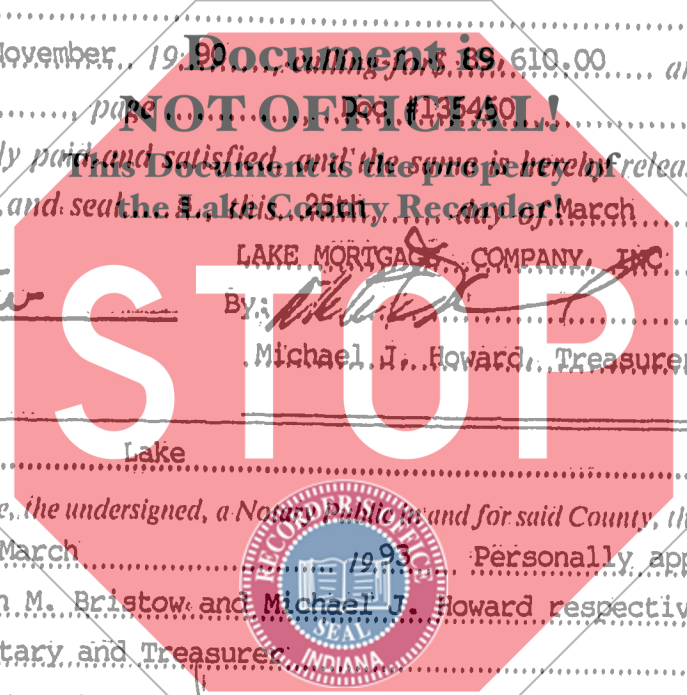 November 19 90 calling for $ 89,610.00
Document is
page Doc #135450
NOT OFFICIAL!
ly paid and satisfied, and the same is hereby relea
This Document is the property of
and seal s, this 25th day of March
the Lake County Recorder!
LAKE MORTGAGE COMPANY, INC
By
Michael J. Howard, Treasurer
STOP
Lake
e, the undersigned, a Notary Public in and for said County, th
March 1993 Personally app
n M. Bristow and Michael J. Howard respectiv
tary and Treasurer
RECORDER'S OFFICE
SEAL
INDIANA